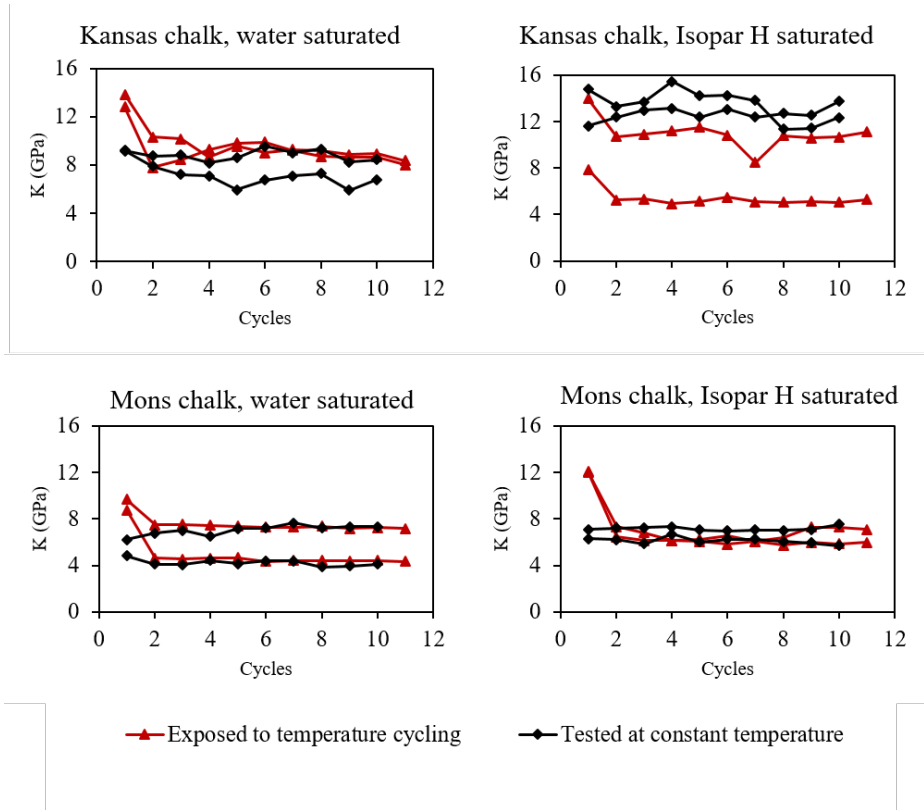 Kansas chalk, water saturated
16
12
8
4
0
K (GPa)
0 2 4 6 8 10 12
Cycles
Kansas chalk, Isopar H saturated
16
12
8
4
0
K (GPa)
0 2 4 6 8 10 12
Cycles
Mons chalk, water saturated
16
12
8
4
0
K (GPa)
0 2 4 6 8 10 12
Cycles
Mons chalk, Isopar H saturated
16
12
8
4
0
K (GPa)
0 2 4 6 8 10 12
Cycles
Exposed to temperature cycling
Tested at constant temperature